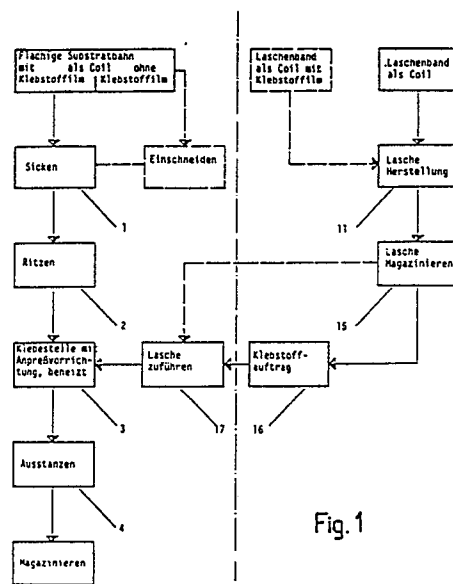 Flächige Substratbahn
mit als Coil ohne
Klebstoffilm Klebstoffilm
Laschenband
als Coil mit
Klebstoffilm
Laschenband
als Coil
Sicken
Einschneiden
Lasche
Herstellung
1
11
Ritzen
Lasche
Magazinieren
2
15
Klebestelle mit
Anpreßvorrich-
tung, beheizt
Lasche
zuführen
Klebstoff-
auftrag
3
17
16
Ausstanzen
4
Fig. 1
Magazinieren